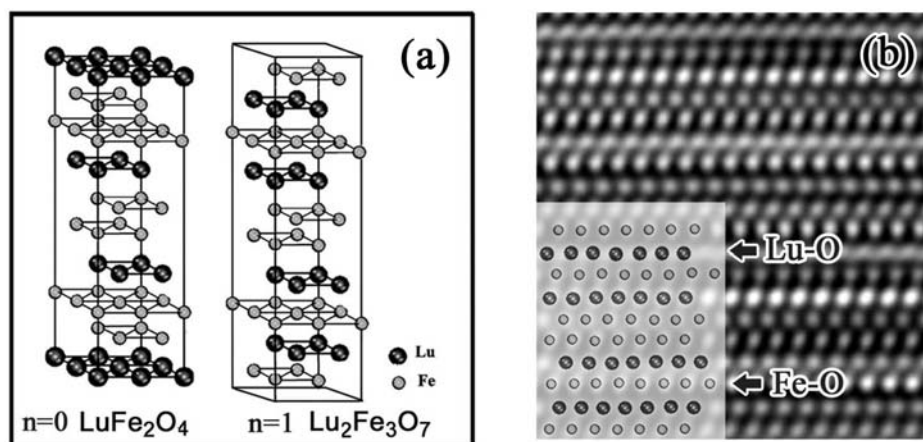 (a)
Lu
Fe
n=0 LuFe₂O₄
n=1 Lu₂Fe₃O₇
(b)
Lu-O
Fe-O